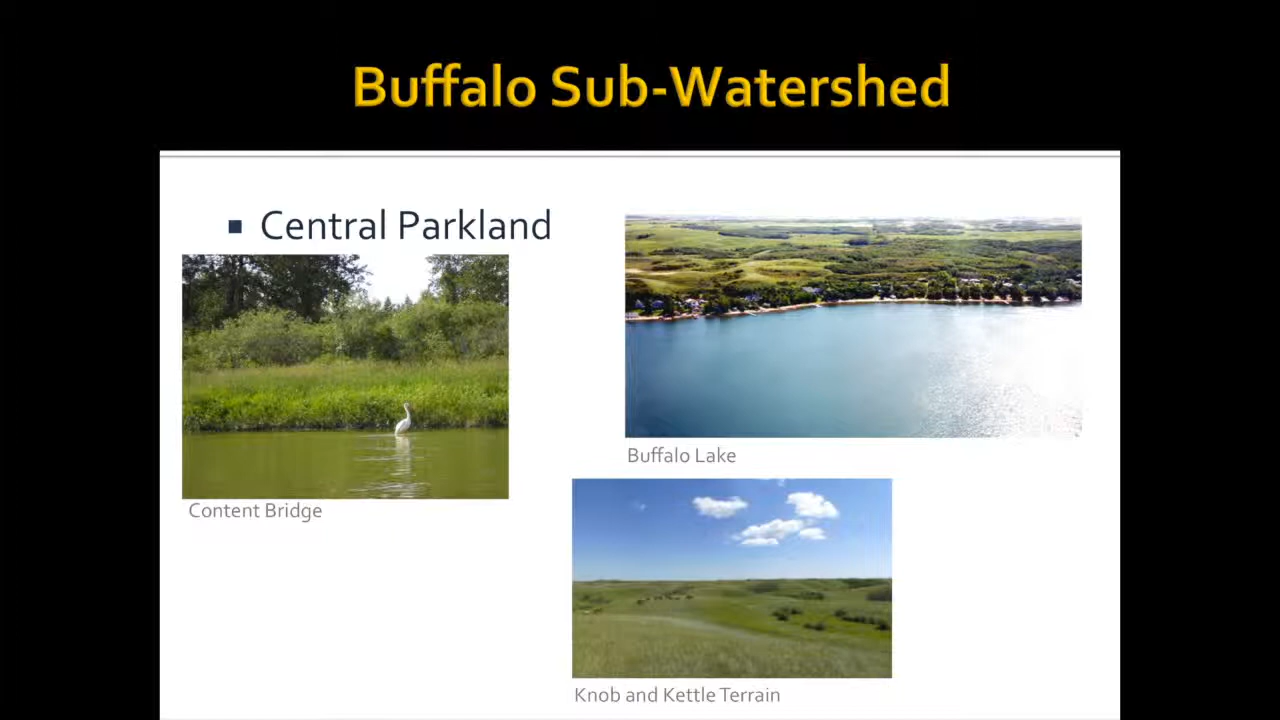 Buffalo Sub-Watershed
Central Parkland
Content Bridge
Buffalo Lake
Knob and Kettle Terrain